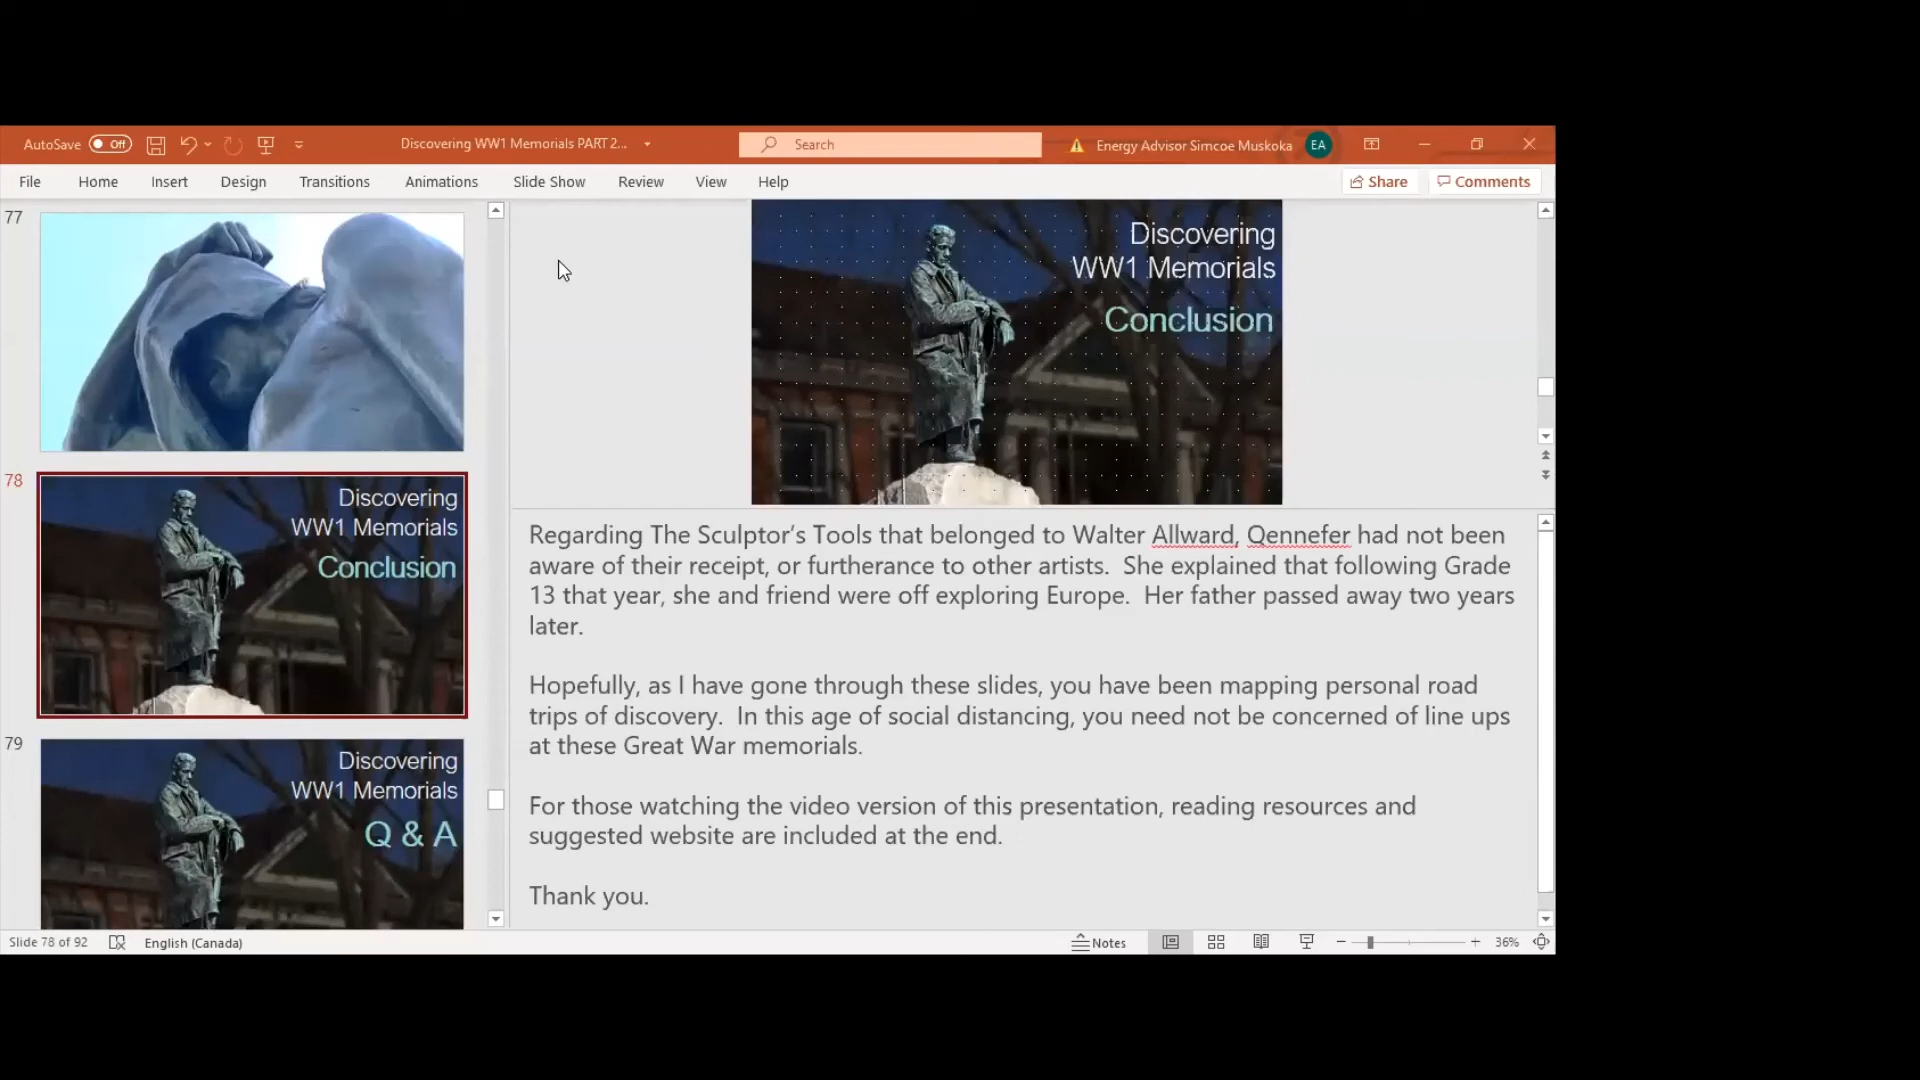 AutoSave Off Discovering WW1 Memorials PART 2... Search Energy Advisor Simcoe Muskoka EA
File Home Insert Design Transitions Animations Slide Show Review View Help Share Comments
77
78
Discovering
WW1 Memorials
Conclusion
79
Discovering
WW1 Memorials
Q & A
Discovering
WW1 Memorials
Conclusion
Regarding The Sculptor’s Tools that belonged to Walter Allward, Qennefer had not been
aware of their receipt, or furtherance to other artists.  She explained that following Grade
13 that year, she and friend were off exploring Europe.  Her father passed away two years
later.
Hopefully, as I have gone through these slides, you have been mapping personal road
trips of discovery.  In this age of social distancing, you need not be concerned of line ups
at these Great War memorials.
For those watching the video version of this presentation, reading resources and
suggested website are included at the end.
Thank you.
Slide 78 of 92 English (Canada) Notes 36%